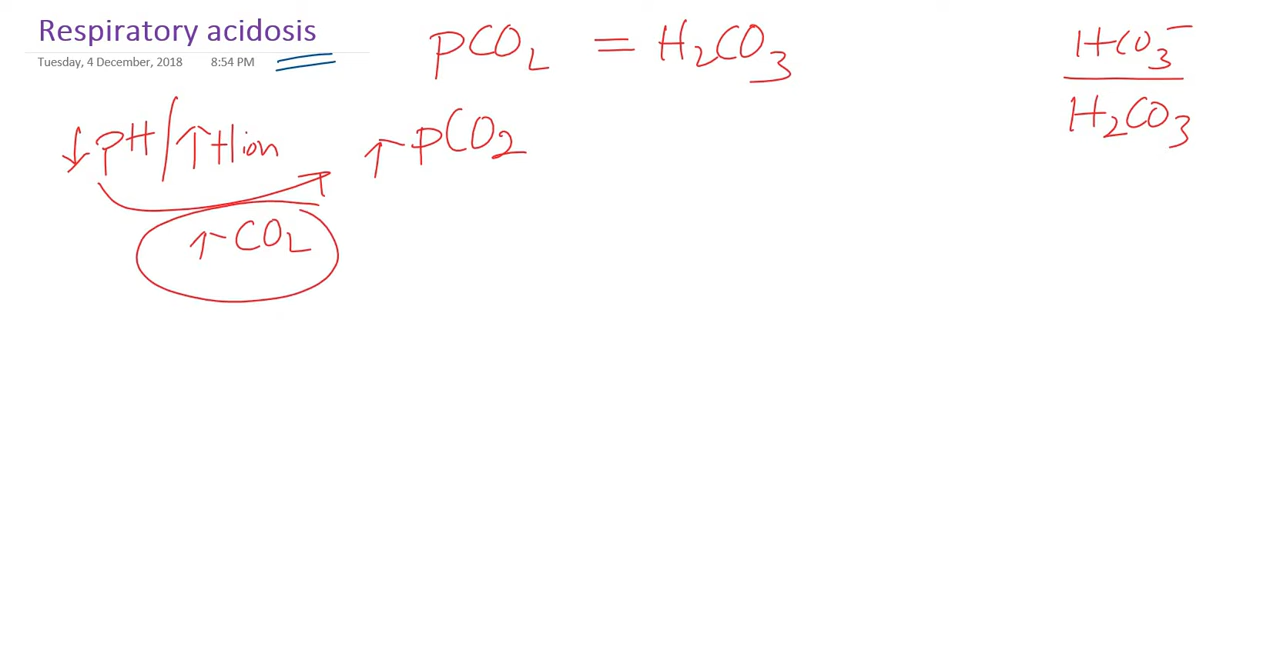 Respiratory acidosis
Tuesday, 4 December, 2018 8:54 PM
pCO₂ = H₂CO₃
HCO₃⁻
H₂CO₃
↓ pH / ↑ H ion ↑ pCO₂
↑ CO₂